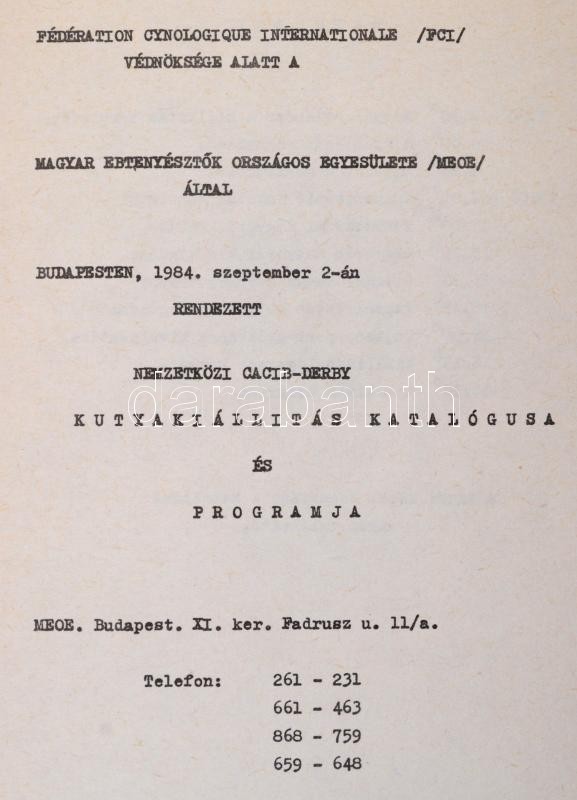 FÉDÉRATION CYNOLOGIQUE INTERNATIONALE /FCI/
VÉDNÖKSÉGE ALATT A
MAGYAR EBTENYÉSZTŐK ORSZÁGOS EGYESÜLETE /MEOE/
ÁLTAL
BUDAPESTEN, 1984. szeptember 2-án
RENDEZETT
NEMZETKÖZI CACIB-DERBY
darabanth
KUTYAKIÁLLITÁS KATALÓGUSA
ÉS
PROGRAMJA
MEOE. Budapest. XI. ker. Fadrusz u. 11/a.
Telefon: 261 - 231
661 - 463
868 - 759
659 - 648